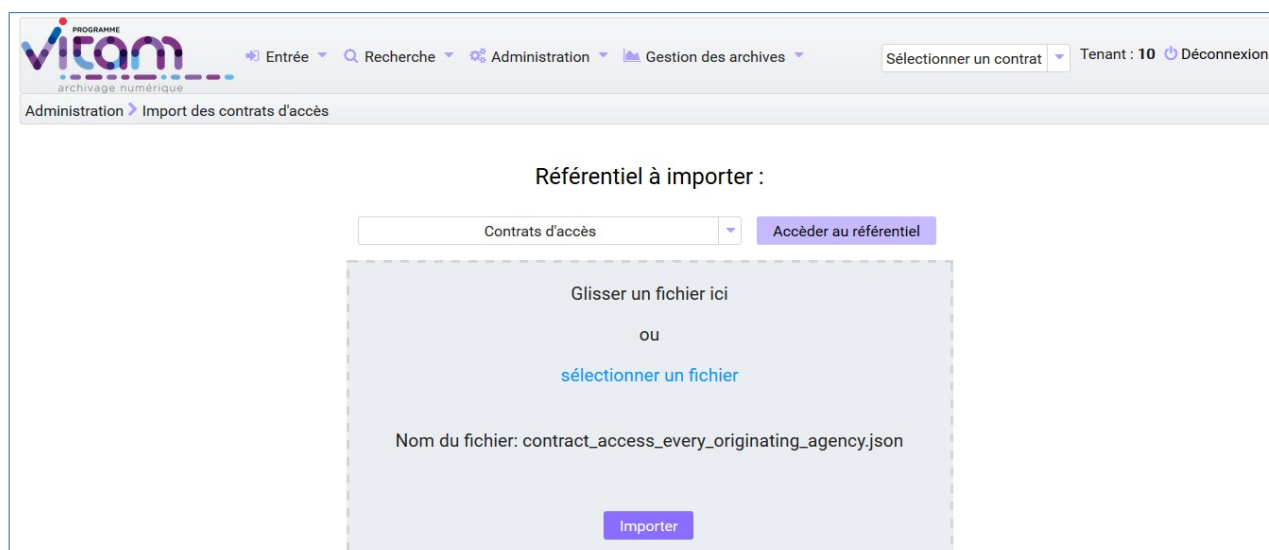 PROGRAMME
vitam
archivage numérique
Entrée Recherche Administration Gestion des archives Sélectionner un contrat Tenant : 10 Déconnexion
Administration Import des contrats d'accès
Référentiel à importer :
Contrats d'accès Accèder au référentiel
Glisser un fichier ici
ou
sélectionner un fichier
Nom du fichier: contract_access_every_originating_agency.json
Importer